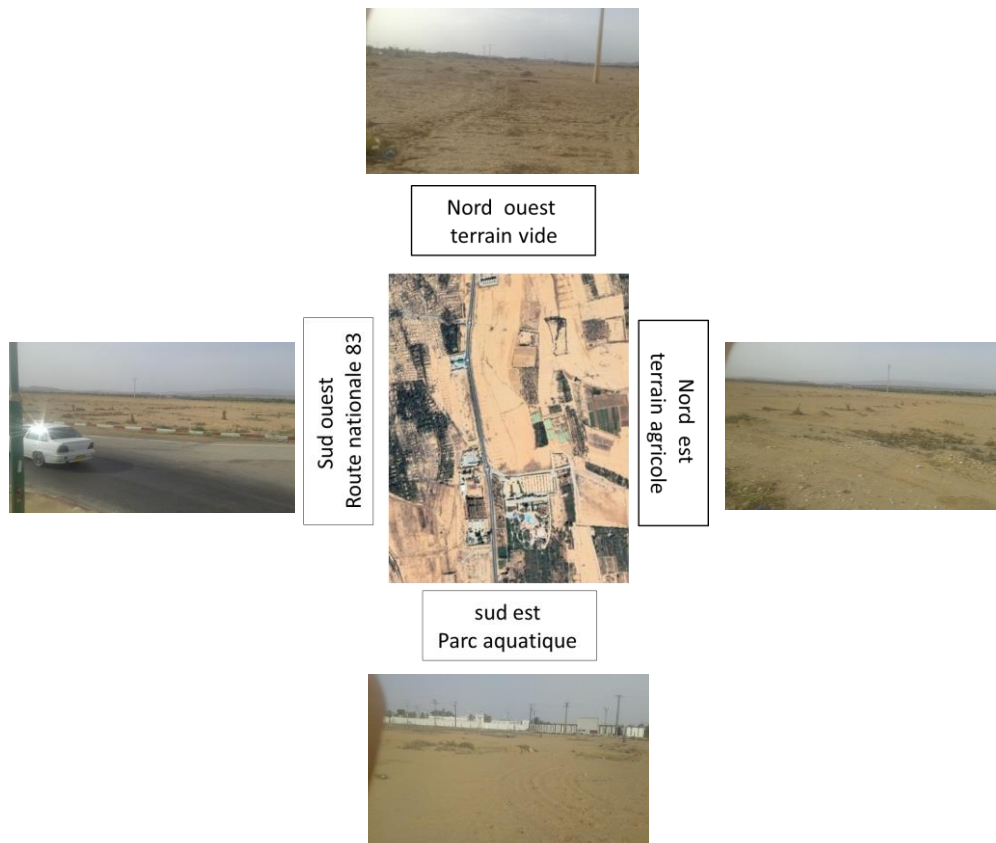 Nord ouest
terrain vide
Sud ouest
Route nationale 83
Nord est
terrain agricole
sud est
Parc aquatique